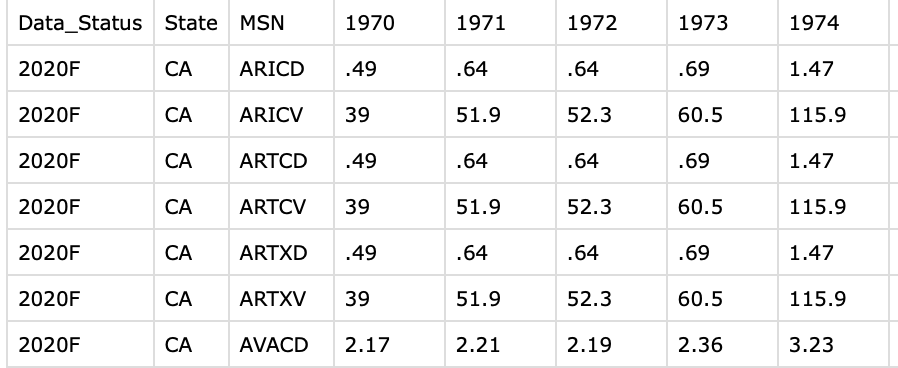 Data_Status State MSN 1970 1971 1972 1973 1974
2020F CA ARICD .49 .64 .64 .69 1.47
2020F CA ARICV 39 51.9 52.3 60.5 115.9
2020F CA ARTCD .49 .64 .64 .69 1.47
2020F CA ARTCV 39 51.9 52.3 60.5 115.9
2020F CA ARTXD .49 .64 .64 .69 1.47
2020F CA ARTXV 39 51.9 52.3 60.5 115.9
2020F CA AVACD 2.17 2.21 2.19 2.36 3.23